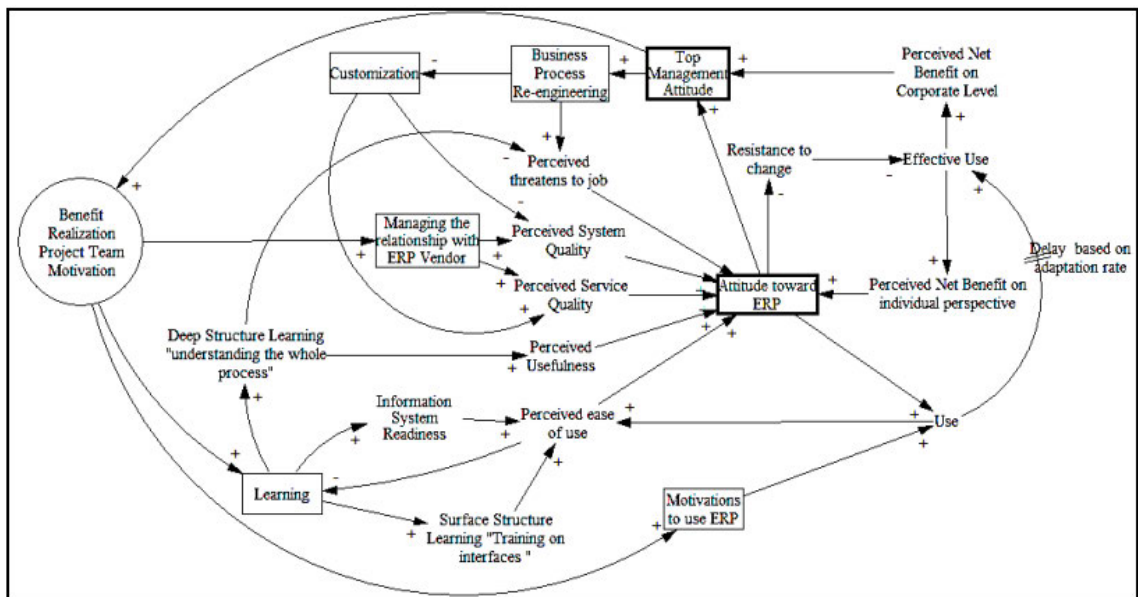 Customization
Business
Process
Re-engineering
Top
Management
Attitude
Perceived Net
Benefit on
Corporate Level
Perceived
threatens to job
Resistance to
change
Effective Use
Benefit
Realization
Project Team
Motivation
Managing the
relationship with
ERP Vendor
Perceived System
Quality
Perceived Service
Quality
Attitude toward
ERP
Perceived Net Benefit on
individual perspective
Delay based on
adaptation rate
Deep Structure Learning
"understanding the whole
process"
Perceived
Usefulness
Information
System
Readiness
Perceived ease
of use
Use
Learning
Surface Structure
Learning "Training on
interfaces "
Motivations
to use ERP